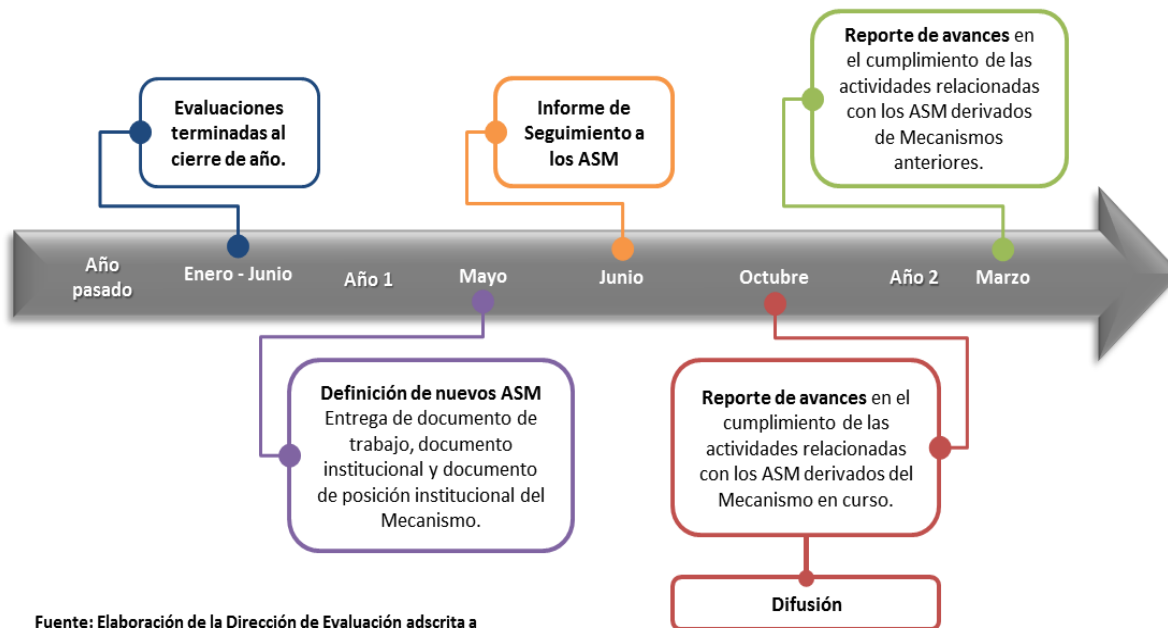 Evaluaciones
terminadas al
cierre de año.
Informe de
Seguimiento a
los ASM
Reporte de avances en
el cumplimiento de las
actividades relacionadas
con los ASM derivados
de Mecanismos
anteriores.
Año
pasado
Enero - Junio
Año 1
Mayo
Junio
Octubre
Año 2
Marzo
Definición de nuevos ASM
Entrega de documento de
trabajo, documento
institucional y documento
de posición institucional del
Mecanismo.
Reporte de avances en el
cumplimiento de las
actividades relacionadas
con los ASM derivados del
Mecanismo en curso.
Difusión
Fuente: Elaboración de la Dirección de Evaluación adscrita a